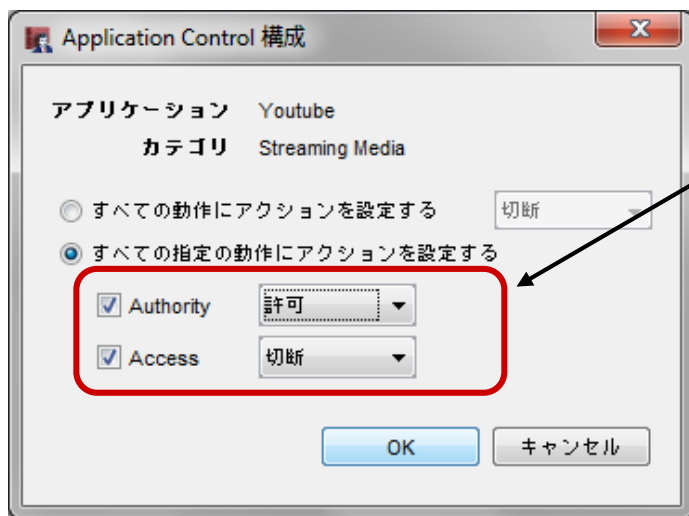 Application Control 構成
アプリケーション Youtube
カテゴリ Streaming Media
すべての動作にアクションを設定する 切断
すべての指定の動作にアクションを設定する
Authority 許可
Access 切断
OK キャンセル